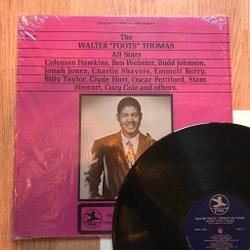 The
WALTER "FOOTS" THOMAS
All Stars
Coleman Hawkins, Ben Webster, Budd Johnson,
Jonah Jones, Charlie Shavers, Emmett Berry,
Billy Taylor, Clyde Hart, Oscar Pettiford, Slam
Stewart, Cozy Cole and others.